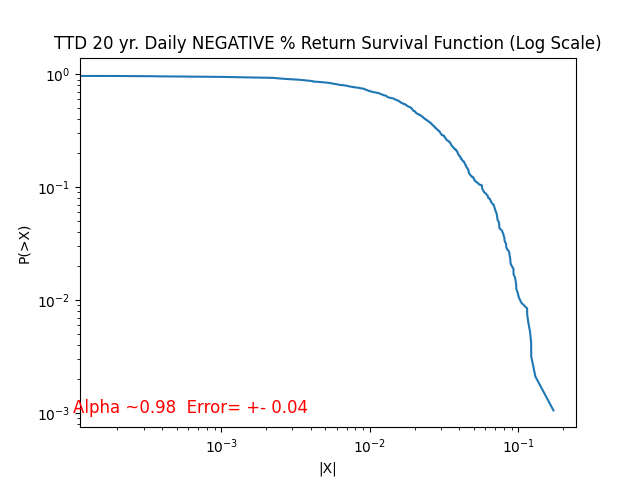 TTD 20 yr. Daily NEGATIVE % Return Survival Function (Log Scale)
10⁰
10⁻¹
P(>X)
10⁻²
10⁻³
Alpha ~0.98  Error= +- 0.04
10⁻³ 10⁻² 10⁻¹
|X|